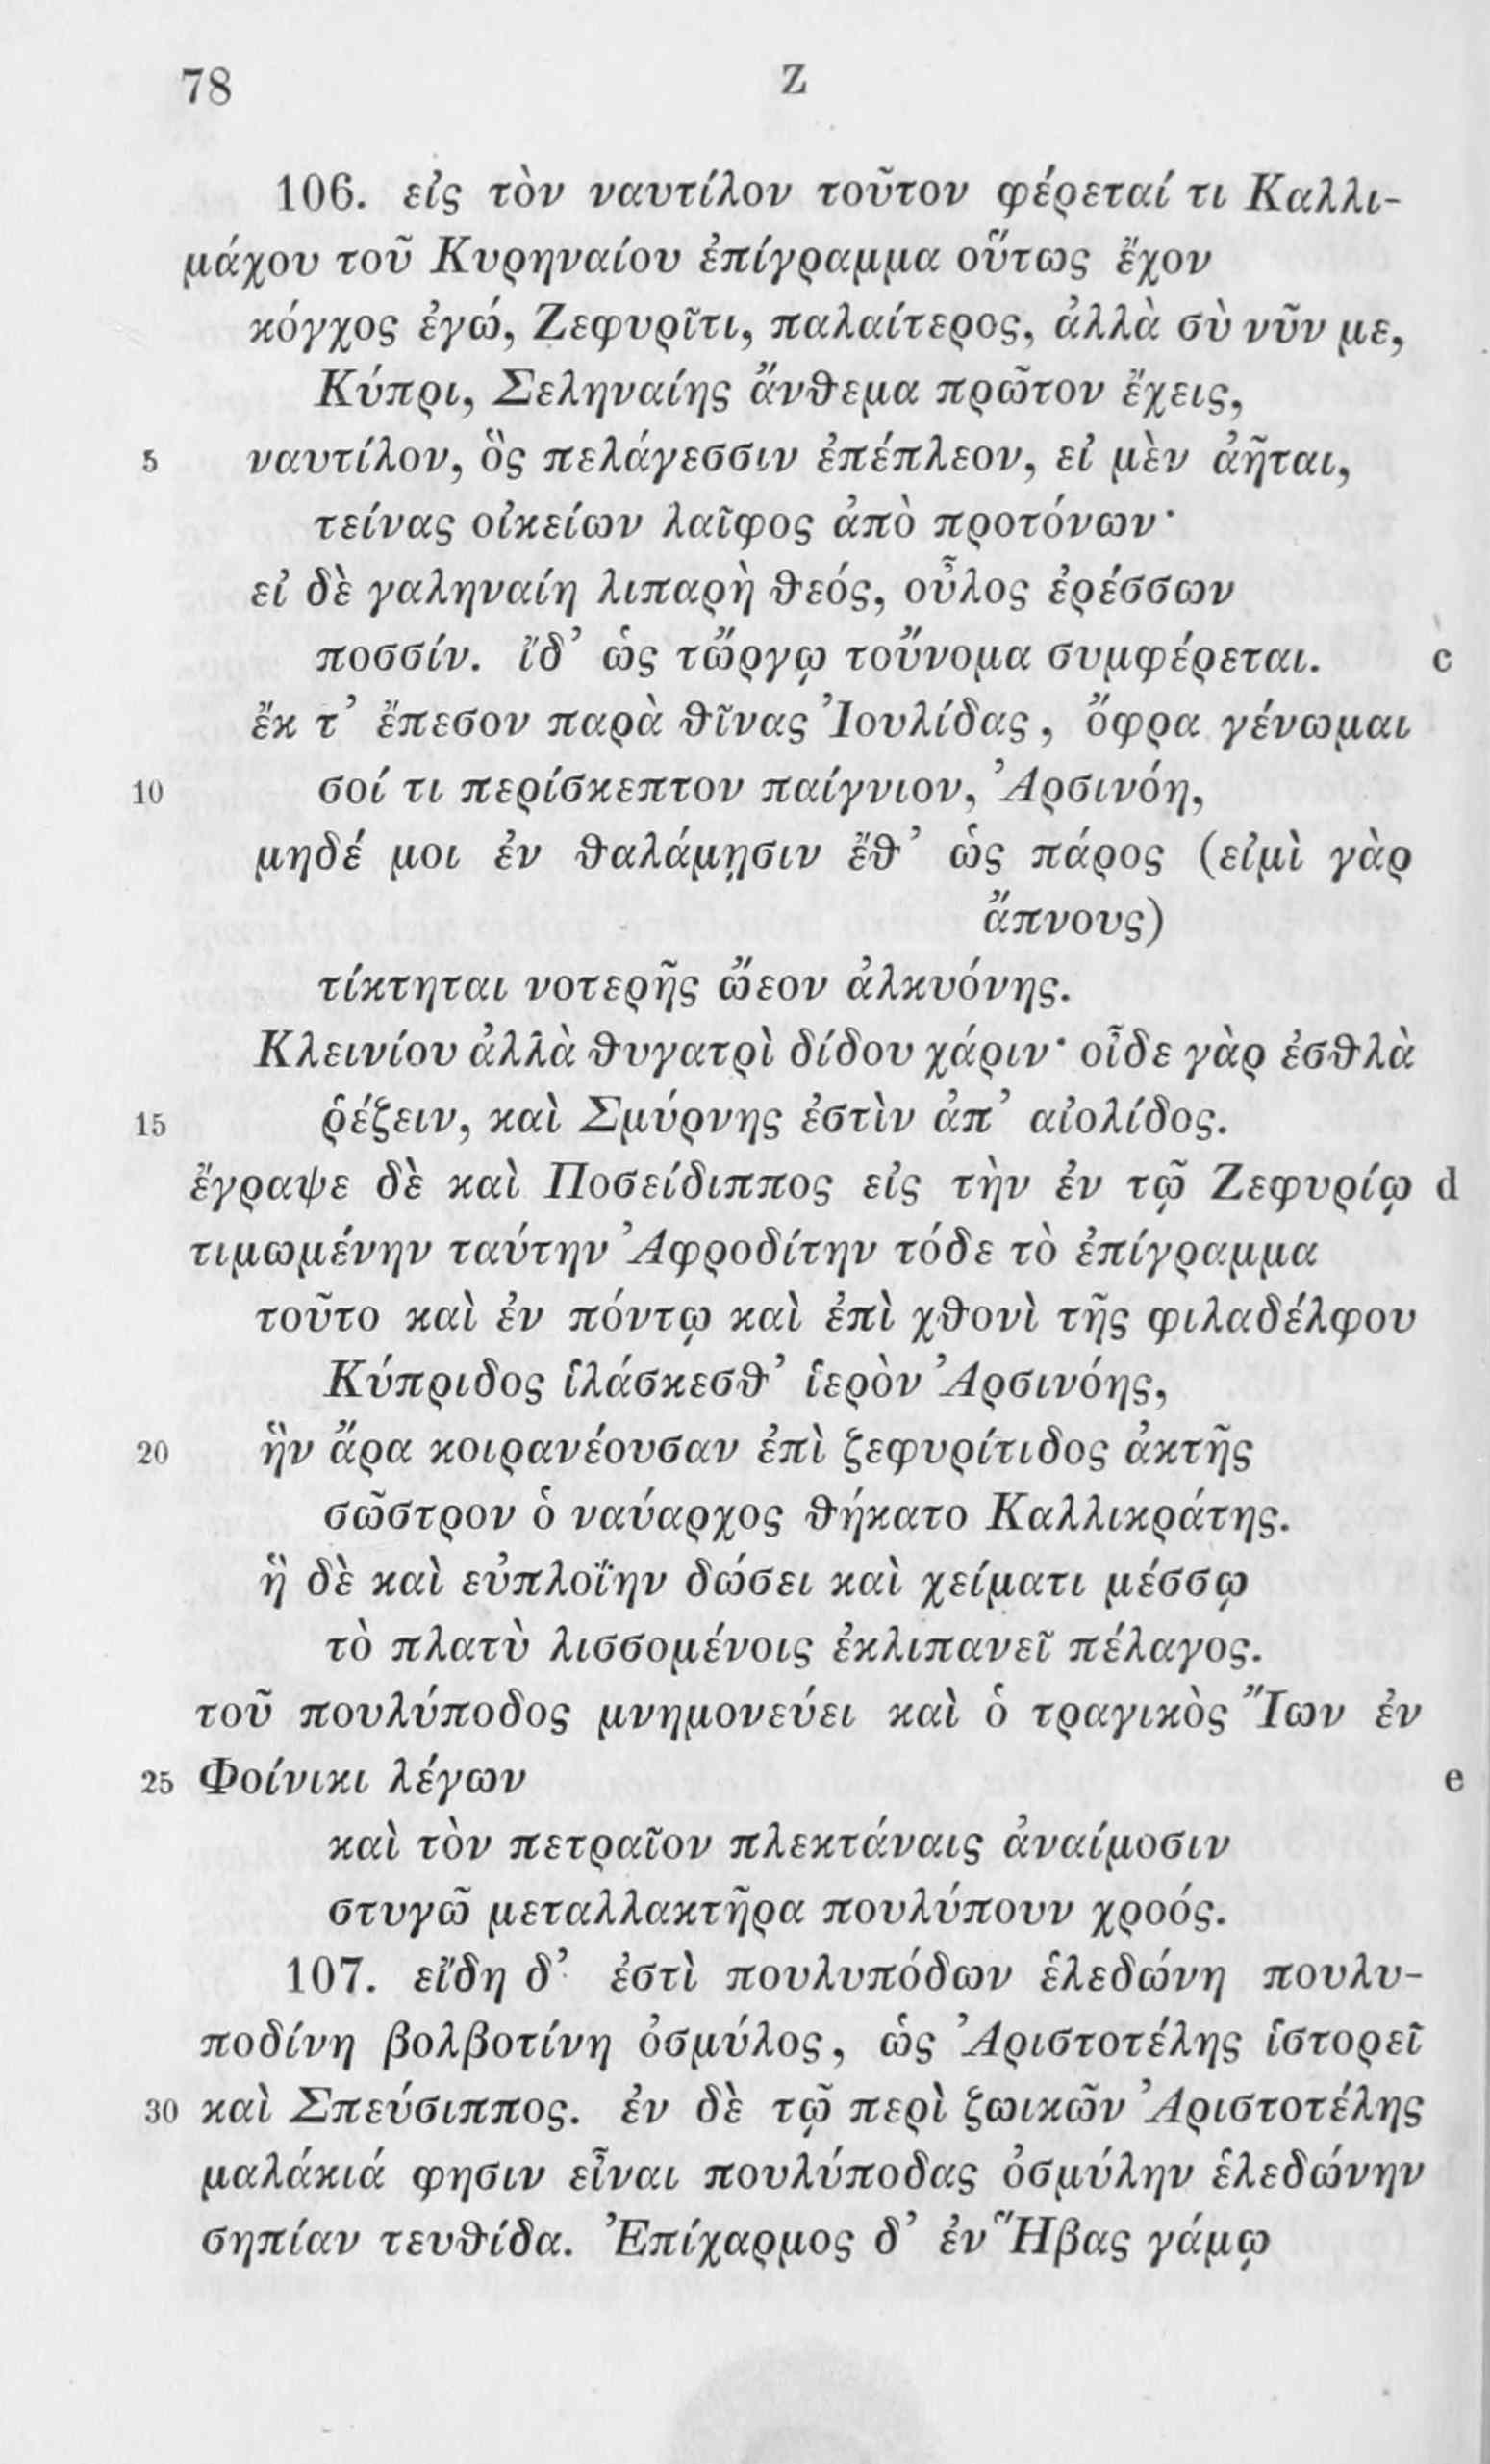 78 Z
106. εἰς τὸν ναυτίλον τοῦτον φέρεταί τι Καλλι-
μάχου τοῦ Κυρηναίου ἐπίγραμμα οὕτως ἔχον
κόγχος ἐγώ, Ζεφυρῖτι, παλαίτερος, ἀλλὰ σὺ νῦν με,
Κύπρι, Σεληναίης ἄνθεμα πρῶτον ἔχεις,
5 ναυτίλον, ὃς πελάγεσσιν ἐπέπλεον, εἰ μὲν ἀῆται,
τείνας οἰκείων λαῖφος ἀπὸ προτόνων·
εἰ δὲ γαληναίη λιπαρὴ θεός, οὖλος ἐρέσσων
ποσσίν. ἴδ’ ὡς τὤργῳ τοὔνομα συμφέρεται. c
ἔκ τ’ ἔπεσον παρὰ θῖνας Ἰουλίδας, ὄφρα γένωμαι
10 σοί τι περίσκεπτον παίγνιον, Ἀρσινόη,
μηδέ μοι ἐν θαλάμῃσιν ἔθ’ ὡς πάρος (εἰμὶ γὰρ
ἄπνους)
τίκτηται νοτερῆς ὤεον ἀλκυόνης.
Κλεινίου ἀλλὰ θυγατρὶ δίδου χάριν· οἶδε γὰρ ἐσθλὰ
15 ῥέζειν, καὶ Σμύρνης ἐστὶν ἀπ’ αἰολίδος.
ἔγραψε δὲ καὶ Ποσείδιππος εἰς τὴν ἐν τῷ Ζεφυρίῳ d
τιμωμένην ταύτην Ἀφροδίτην τόδε τὸ ἐπίγραμμα
τοῦτο καὶ ἐν πόντῳ καὶ ἐπὶ χθονὶ τῆς φιλαδέλφου
Κύπριδος ἱλάσκεσθ’ ἱερὸν Ἀρσινόης,
20 ἣν ἄρα κοιρανέουσαν ἐπὶ ζεφυρίτιδος ἀκτῆς
σῶστρον ὁ ναύαρχος θήκατο Καλλικράτης.
ἣ δὲ καὶ εὐπλοΐην δώσει καὶ χείματι μέσσῳ
τὸ πλατὺ λισσομένοις ἐκλιπανεῖ πέλαγος.
τοῦ πουλύποδος μνημονεύει καὶ ὁ τραγικὸς Ἴων ἐν
25 Φοίνικι λέγων e
καὶ τὸν πετραῖον πλεκτάναις ἀναίμοσιν
στυγῶ μεταλλακτῆρα πουλύπουν χροός.
107. εἴδη δ’ ἐστὶ πουλυπόδων ἑλεδώνη πουλυ-
ποδίνη βολβοτίνη ὀσμύλος, ὡς Ἀριστοτέλης ἱστορεῖ
30 καὶ Σπεύσιππος. ἐν δὲ τῷ περὶ ζωικῶν Ἀριστοτέλης
μαλάκιά φησιν εἶναι πουλύποδας ὀσμύλην ἑλεδώνην
σηπίαν τευθίδα. Ἐπίχαρμος δ’ ἐν Ἥβας γάμῳ